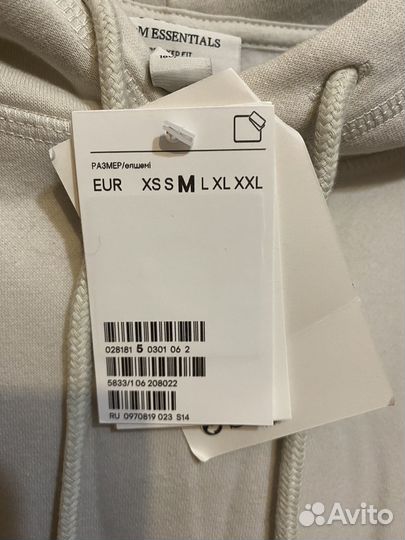 M ESSENTIALS
FIT
РАЗМЕР/өлшемі
EUR XS S M L XL XXL
028181 5 0301 06 2
5833/1 06 208022
RU 0970819 023 S14
Avito